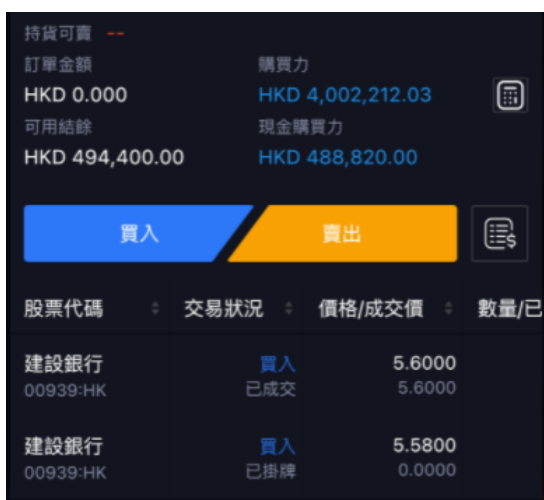 持貨可賣 --
訂單金額 購買力
HKD 0.000 HKD 4,002,212.03
可用結餘 現金購買力
HKD 494,400.00 HKD 488,820.00
買入 賣出
股票代碼 交易狀況 價格/成交價 數量/已
建設銀行 買入 5.6000
00939:HK 已成交 5.6000
建設銀行 買入 5.5800
00939:HK 已掛牌 0.0000